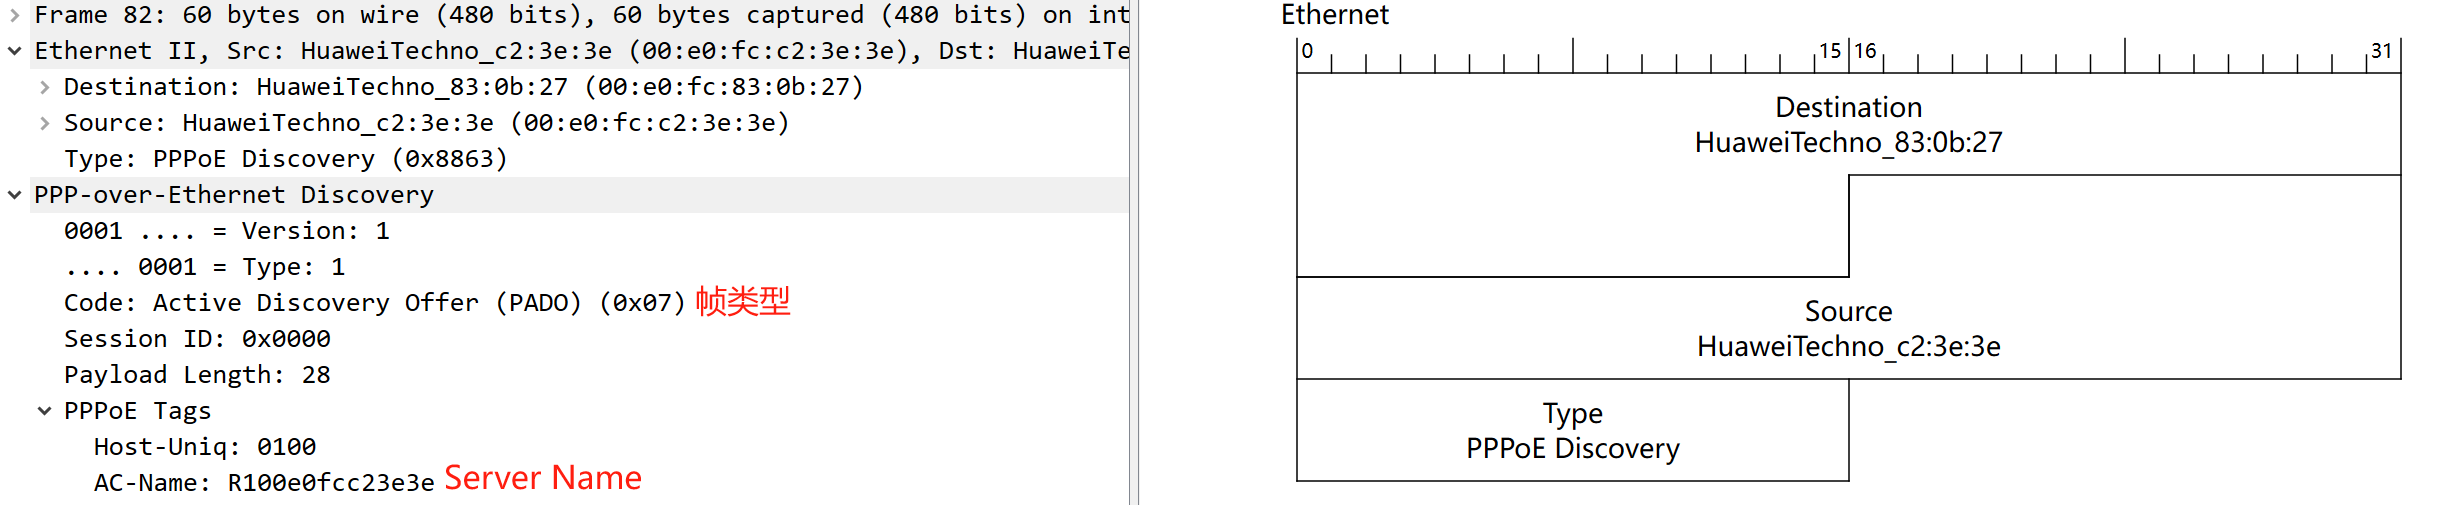 Frame 82: 60 bytes on wire (480 bits), 60 bytes captured (480 bits) on int
Ethernet II, Src: HuaweiTechno_c2:3e:3e (00:e0:fc:c2:3e:3e), Dst: HuaweiTe
Destination: HuaweiTechno_83:0b:27 (00:e0:fc:83:0b:27)
Source: HuaweiTechno_c2:3e:3e (00:e0:fc:c2:3e:3e)
Type: PPPoE Discovery (0x8863)
PPP-over-Ethernet Discovery
0001 .... = Version: 1
.... 0001 = Type: 1
Code: Active Discovery Offer (PADO) (0x07) 帧类型
Session ID: 0x0000
Payload Length: 28
PPPoE Tags
Host-Uniq: 0100
AC-Name: R100e0fcc23e3e Server Name
Ethernet
0 15 16 31
Destination
HuaweiTechno_83:0b:27
Source
HuaweiTechno_c2:3e:3e
Type
PPPoE Discovery